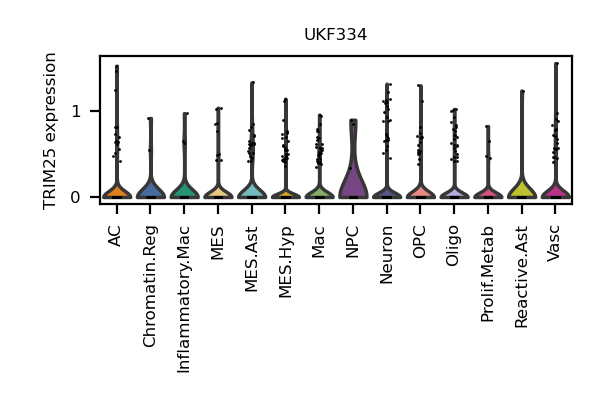 UKF334
TRIM25 expression
1
0
AC
Chromatin.Reg
Inflammatory.Mac
MES
MES.Ast
MES.Hyp
Mac
NPC
Neuron
OPC
Oligo
Prolif.Metab
Reactive.Ast
Vasc